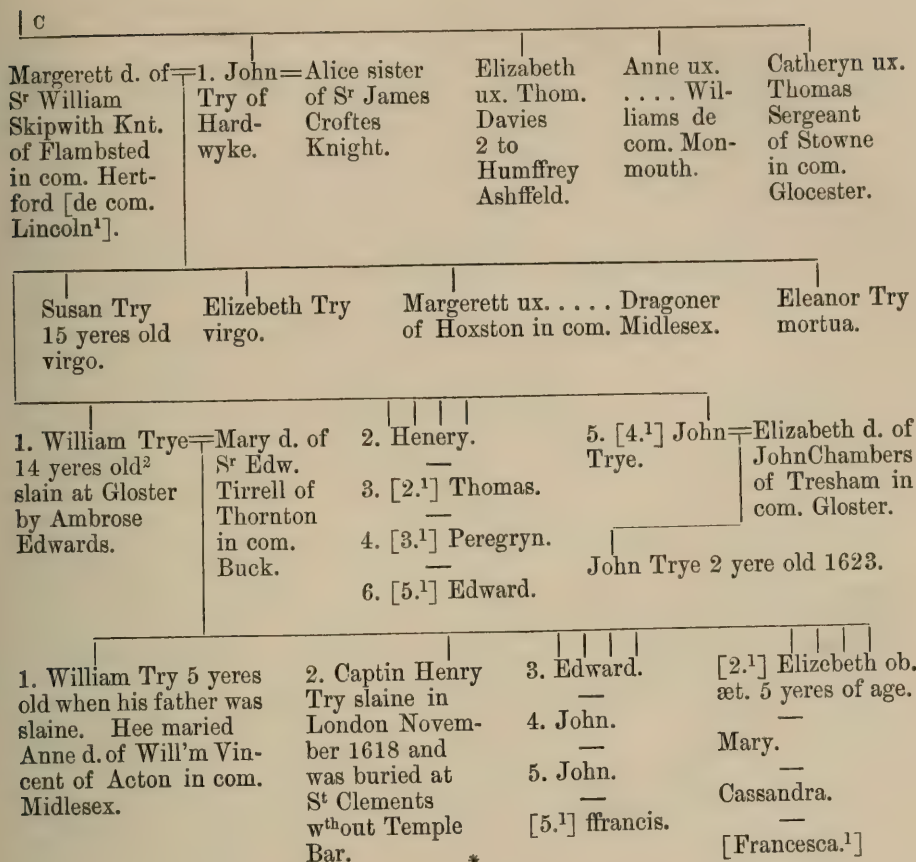 C
Margerett d. of
Sʳ William
Skipwith Knt.
of Flambsted
in com. Hert-
ford [de com.
Lincoln¹].
1. John
Try of
Hard-
wyke.
Alice sister
of Sʳ James
Croftes
Knight.
Elizabeth
ux. Thom.
Davies
2 to
Humffrey
Ashffeld.
Anne ux.
. . . . Wil-
liams de
com. Mon-
mouth.
Catheryn ux.
Thomas
Sergeant
of Stowne
in com.
Glocester.
Susan Try
15 yeres old
virgo.
Elizebeth Try
virgo.
Margerett ux. . . . . . Dragoner
of Hoxston in com. Midlesex.
Eleanor Try
mortua.
1. William Trye
14 yeres old²
slain at Gloster
by Ambrose
Edwards.
Mary d. of
Sʳ Edw.
Tirrell of
Thornton
in com.
Buck.
2. Henery.
—
3. [2.¹] Thomas.
—
4. [3.¹] Peregryn.
—
6. [5.¹] Edward.
5. [4.¹] John
Trye.
Elizabeth d. of
JohnChambers
of Tresham in
com. Gloster.
John Trye 2 yere old 1623.
1. William Try 5 yeres
old when his father was
slaine. Hee maried
Anne d. of Will'm Vin-
cent of Acton in com.
Midlesex.
2. Captin Henry
Try slaine in
London Novem-
ber 1618 and
was buried at
Sᵗ Clements
wᵗʰout Temple
Bar.
*
3. Edward.
—
4. John.
—
5. John.
—
[5.¹] ffrancis.
[2.¹] Elizebeth ob.
æt. 5 yeres of age.
—
Mary.
—
Cassandra.
—
[Francesca.¹]